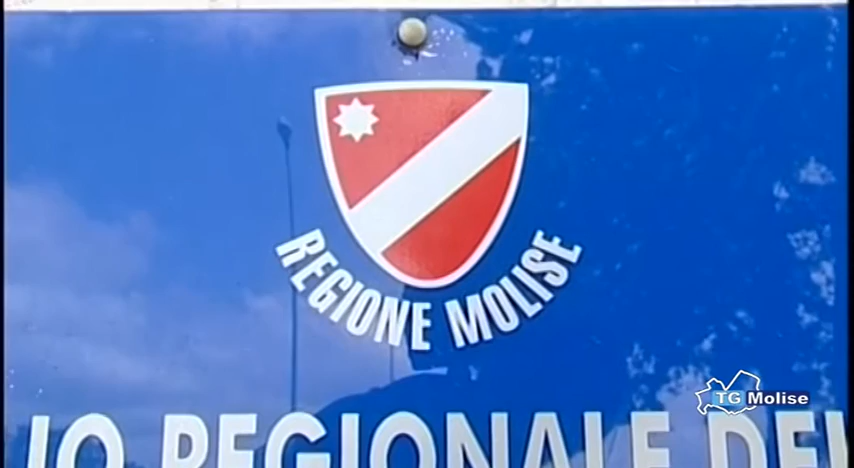 REGIONE MOLISE
IO REGIONALE DEL
TG Molise